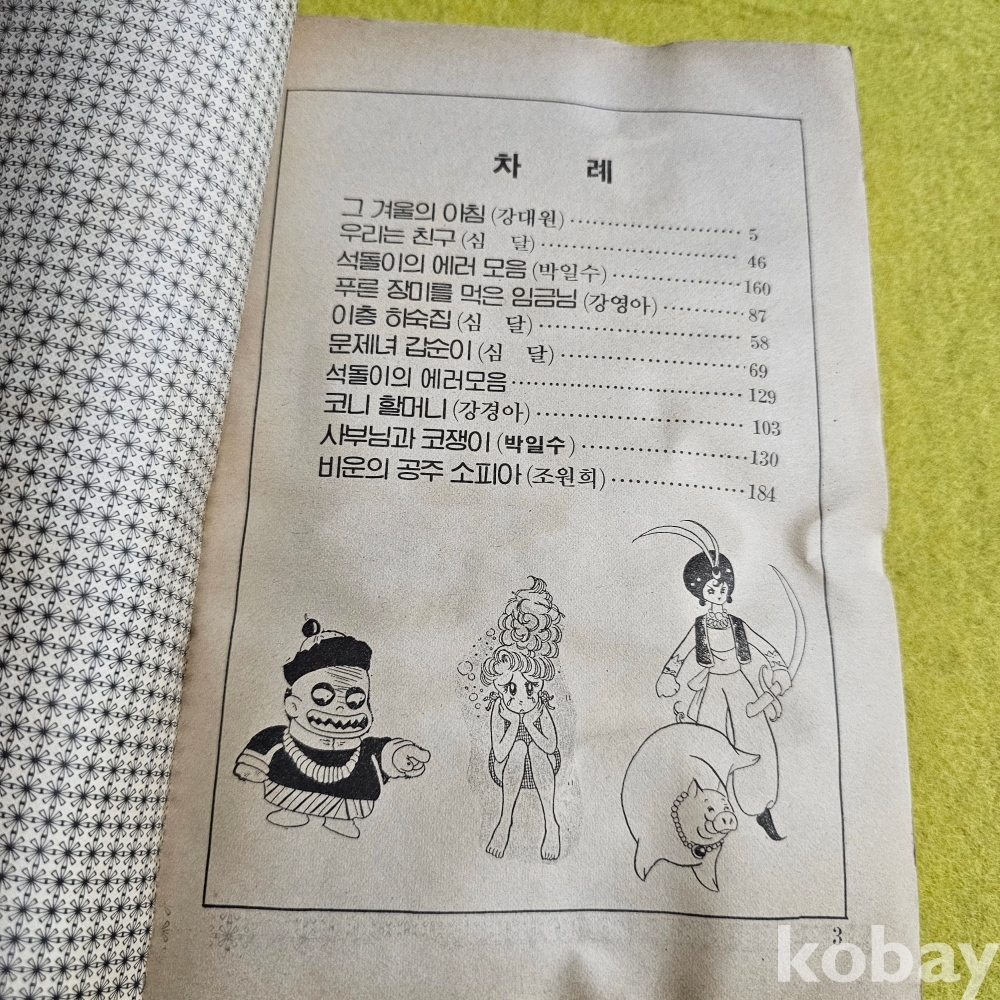 차 례
그 겨울의 아침 (강대원) ······················ 5
우리는 친구 (심 달) ························ 46
석돌이의 에러 모음 (박일수) ·················· 160
푸른 장미를 먹은 임금님 (강영아) ·············· 87
이층 하숙집 (심 달) ························ 58
문제녀 갑순이 (심 달) ······················ 69
석돌이의 에러모음 ·························· 129
코니 할머니 (강경아) ······················ 103
사부님과 코쟁이 (박일수) ···················· 130
비운의 공주 소피아 (조원희) ················ 184
3
kobay